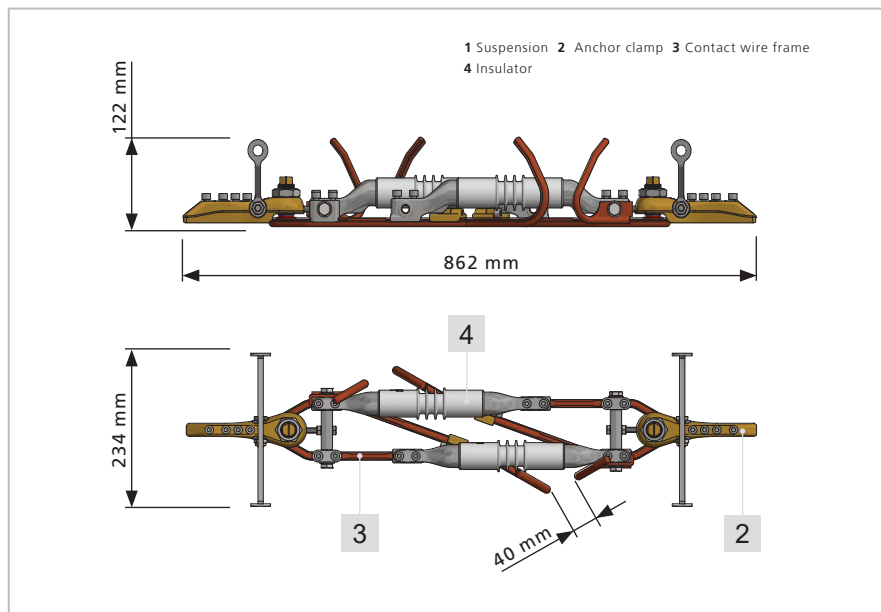 1 Suspension 2 Anchor clamp 3 Contact wire frame
4 Insulator
122 mm
862 mm
234 mm
4
3
40 mm
2